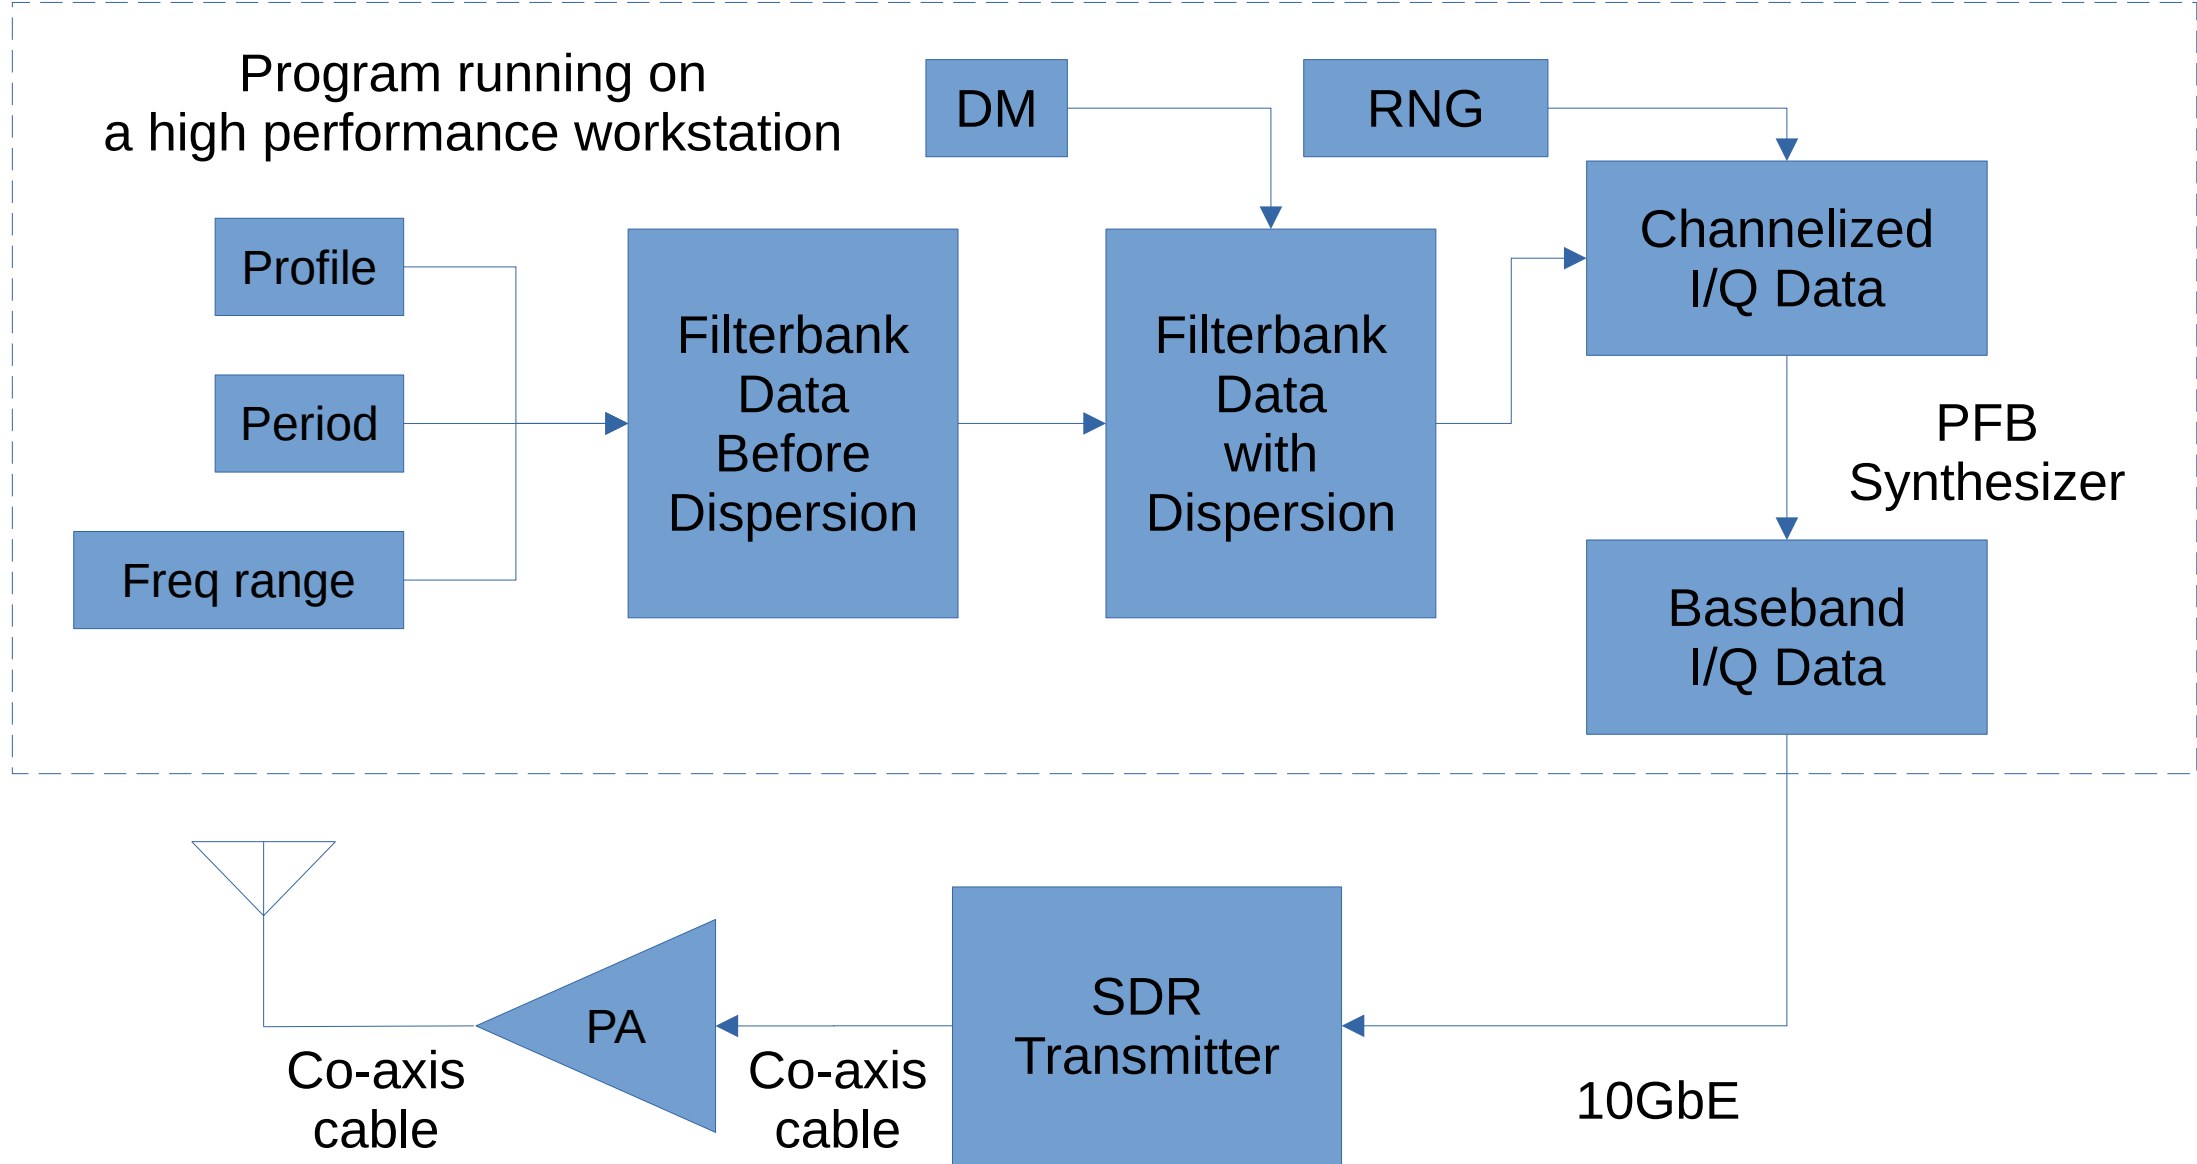 Program running on
a high performance workstation
DM
RNG
Profile
Period
Freq range
Filterbank
Data
Before
Dispersion
Filterbank
Data
with
Dispersion
Channelized
I/Q Data
PFB
Synthesizer
Baseband
I/Q Data
10GbE
SDR
Transmitter
Co-axis
cable
PA
Co-axis
cable